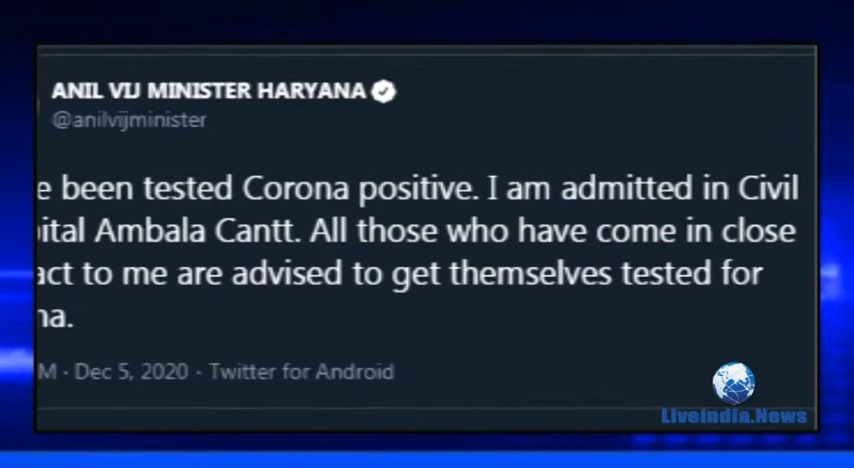 ANIL VIJ MINISTER HARYANA
@anilvijminister
e been tested Corona positive. I am admitted in Civil
ital Ambala Cantt. All those who have come in close
act to me are advised to get themselves tested for
na.
M · Dec 5, 2020 · Twitter for Android
LiveIndia.News